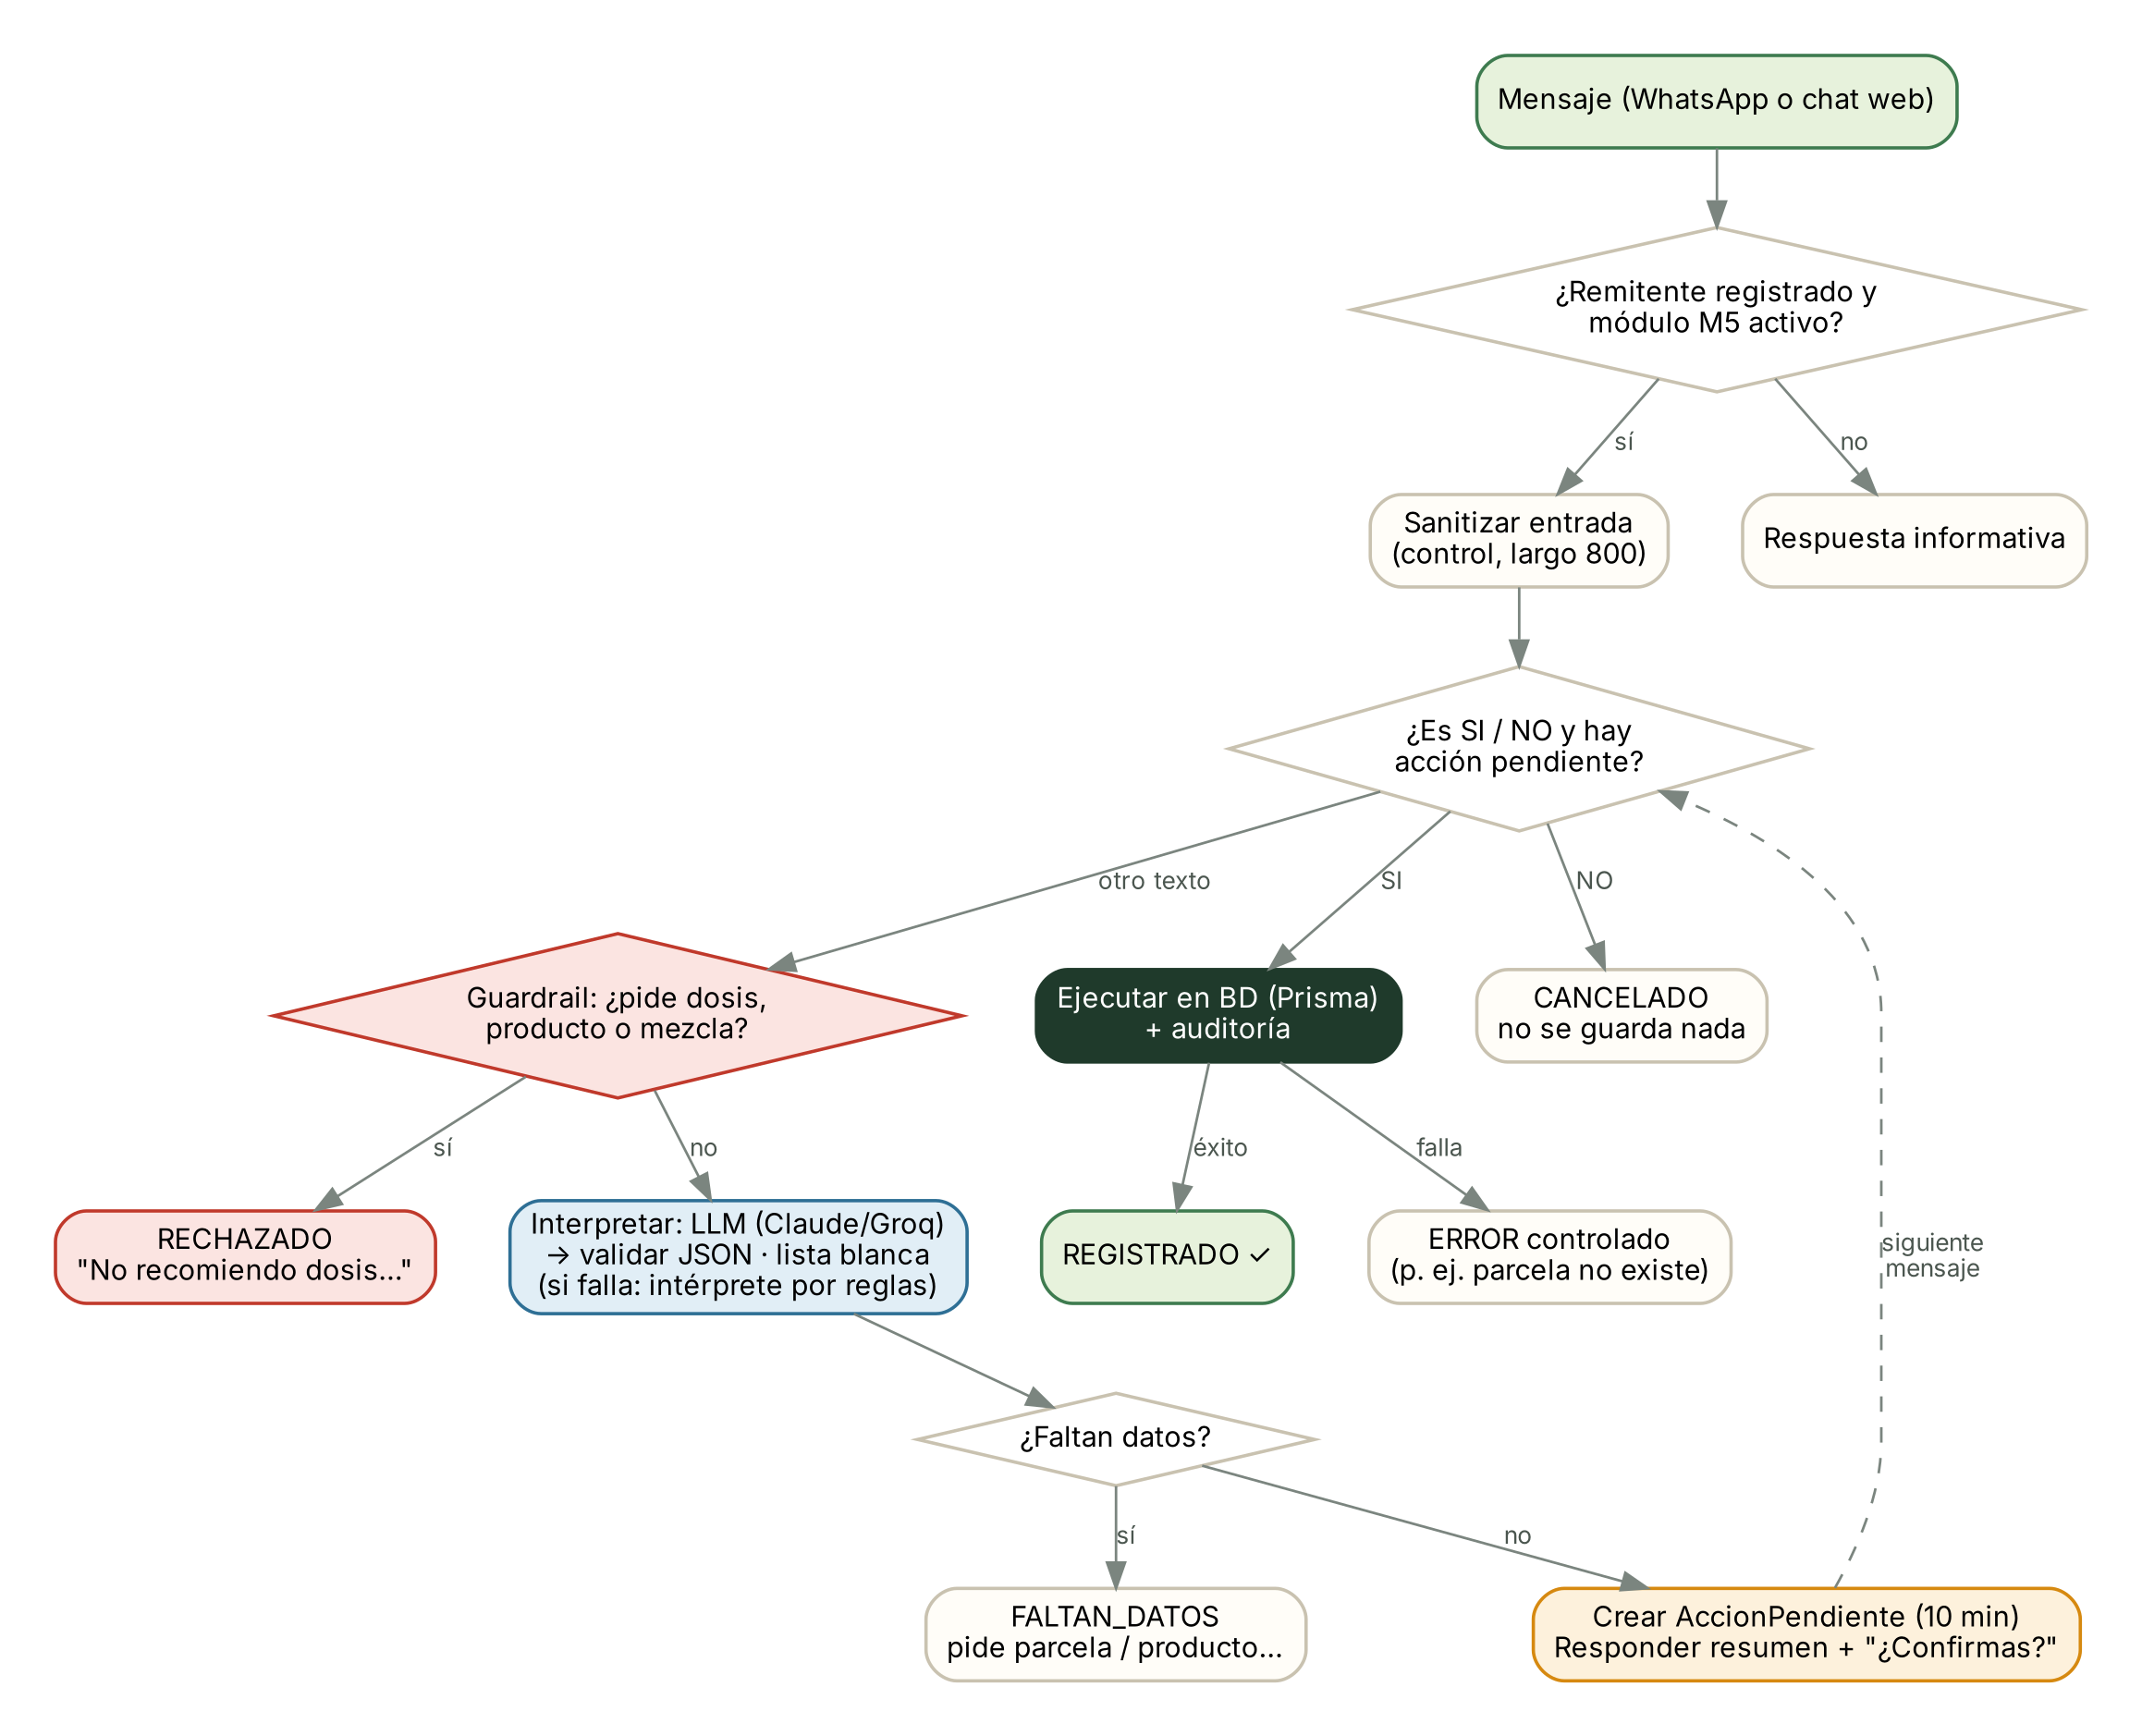 Mensaje (WhatsApp o chat web)
¿Remitente registrado y
módulo M5 activo?
sí
no
Sanitizar entrada
(control, largo 800)
Respuesta informativa
¿Es SI / NO y hay
acción pendiente?
otro texto
SI
NO
Guardrail: ¿pide dosis,
producto o mezcla?
Ejecutar en BD (Prisma)
+ auditoría
CANCELADO
no se guarda nada
sí
no
éxito
falla
RECHAZADO
"No recomiendo dosis..."
Interpretar: LLM (Claude/Groq)
→ validar JSON · lista blanca
(si falla: intérprete por reglas)
REGISTRADO ✓
ERROR controlado
(p. ej. parcela no existe)
siguiente
mensaje
¿Faltan datos?
sí
no
FALTAN_DATOS
pide parcela / producto...
Crear AccionPendiente (10 min)
Responder resumen + "¿Confirmas?"